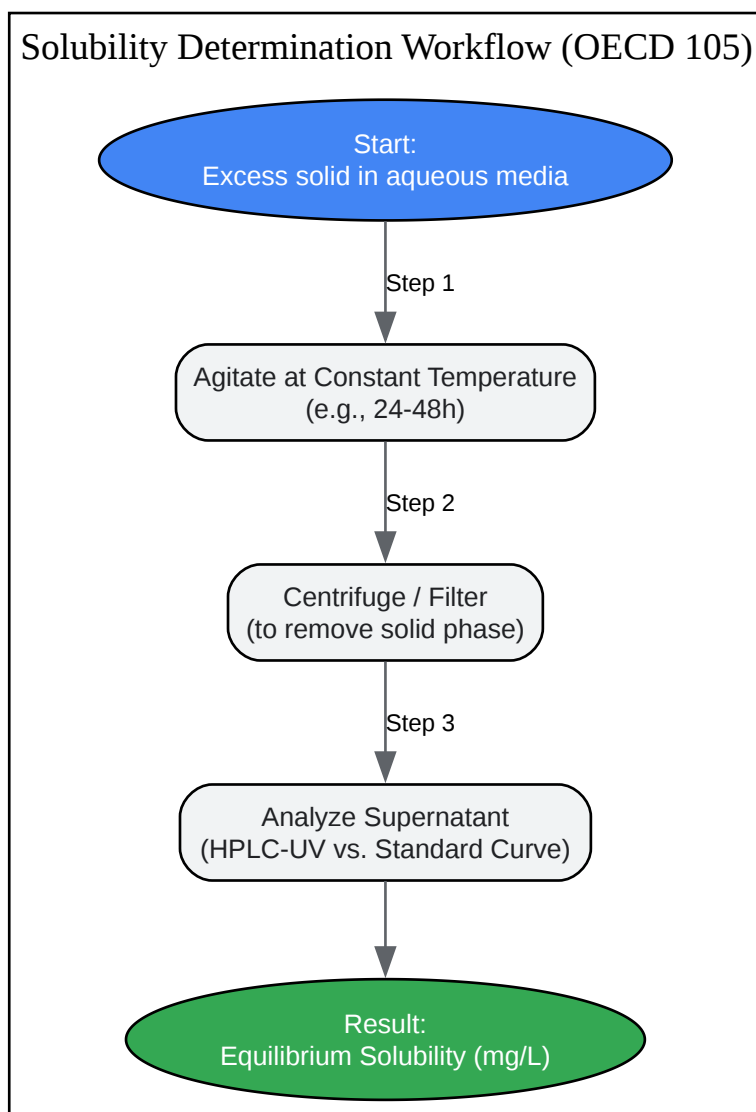 Solubility Determination Workflow (OECD 105)
Start:
Excess solid in aqueous media
Step 1
Agitate at Constant Temperature
(e.g., 24-48h)
Step 2
Centrifuge / Filter
(to remove solid phase)
Step 3
Analyze Supernatant
(HPLC-UV vs. Standard Curve)
Result:
Equilibrium Solubility (mg/L)